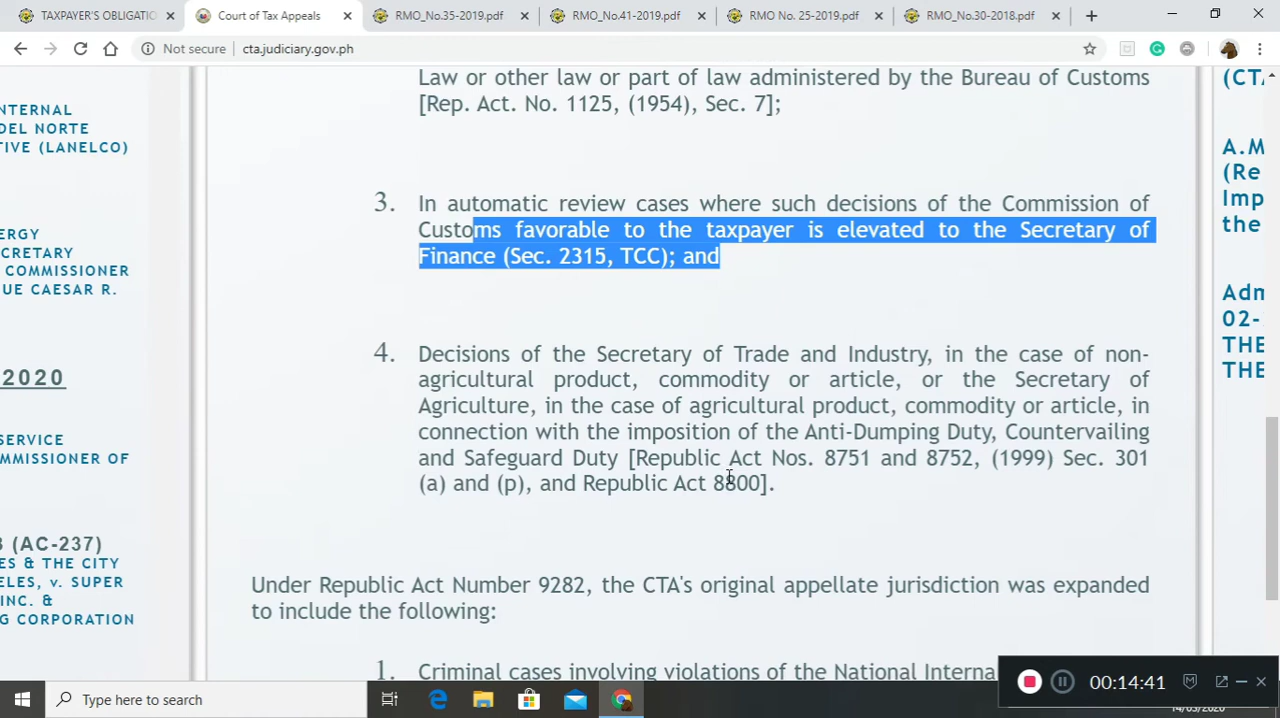 TAXPAYER'S OBLIGATIO
Court of Tax Appeals
RMO_No.35-2019.pdf
RMO_No.41-2019.pdf
RMO No. 25-2019.pdf
RMO_No.30-2018.pdf
Not secure
cta.judiciary.gov.ph
NTERNAL
DEL NORTE
TIVE (LANELCO)
ERGY
CRETARY
COMMISSIONER
QUE CAESAR R.
2020
SERVICE
MMISSIONER OF
3 (AC-237)
ES & THE CITY
ELES, v. SUPER
INC. &
G CORPORATION
Law or other law or part of law administered by the Bureau of Customs
[Rep. Act. No. 1125, (1954), Sec. 7];
3. In automatic review cases where such decisions of the Commission of
Customs favorable to the taxpayer is elevated to the Secretary of
Finance (Sec. 2315, TCC); and
4. Decisions of the Secretary of Trade and Industry, in the case of non-
agricultural product, commodity or article, or the Secretary of
Agriculture, in the case of agricultural product, commodity or article, in
connection with the imposition of the Anti-Dumping Duty, Countervailing
and Safeguard Duty [Republic Act Nos. 8751 and 8752, (1999) Sec. 301
(a) and (p), and Republic Act 8800].
Under Republic Act Number 9282, the CTA's original appellate jurisdiction was expanded
to include the following:
1. Criminal cases involving violations of the National Interna
(CTA
A.M
(Re
Imp
the
Adm
02-
THE
THE
00:14:41
Type here to search
14/03/2020